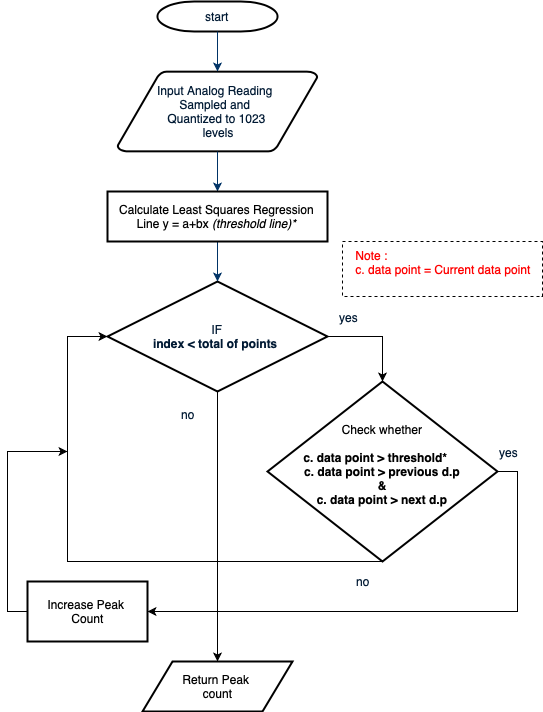 start
Input Analog Reading
Sampled and
Quantized to 1023
levels
Calculate Least Squares Regression
Line y = a+bx (threshold line)*
Note :
c. data point = Current data point
IF
index < total of points
yes
no
Check whether
c. data point > threshold*
c. data point > previous d.p
&
c. data point > next d.p
yes
no
Increase Peak
Count
Return Peak
count